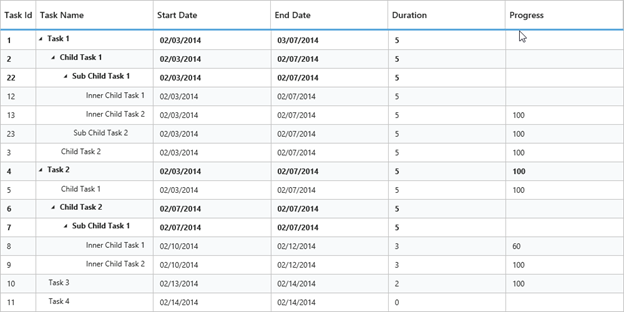 Task Id Task Name Start Date End Date Duration Progress
1 Task 1 02/03/2014 03/07/2014 5
2 Child Task 1 02/03/2014 02/07/2014 5
22 Sub Child Task 1 02/03/2014 02/07/2014 5
12 Inner Child Task 1 02/03/2014 02/07/2014 5
13 Inner Child Task 2 02/03/2014 02/07/2014 5 100
23 Sub Child Task 2 02/03/2014 02/07/2014 5 100
3 Child Task 2 02/03/2014 02/07/2014 5 100
4 Task 2 02/03/2014 02/07/2014 5 100
5 Child Task 1 02/03/2014 02/07/2014 5 100
6 Child Task 2 02/07/2014 02/07/2014 5
7 Sub Child Task 1 02/07/2014 02/07/2014 5
8 Inner Child Task 1 02/10/2014 02/12/2014 3 60
9 Inner Child Task 2 02/10/2014 02/12/2014 3 100
10 Task 3 02/13/2014 02/14/2014 2 100
11 Task 4 02/14/2014 02/14/2014 0